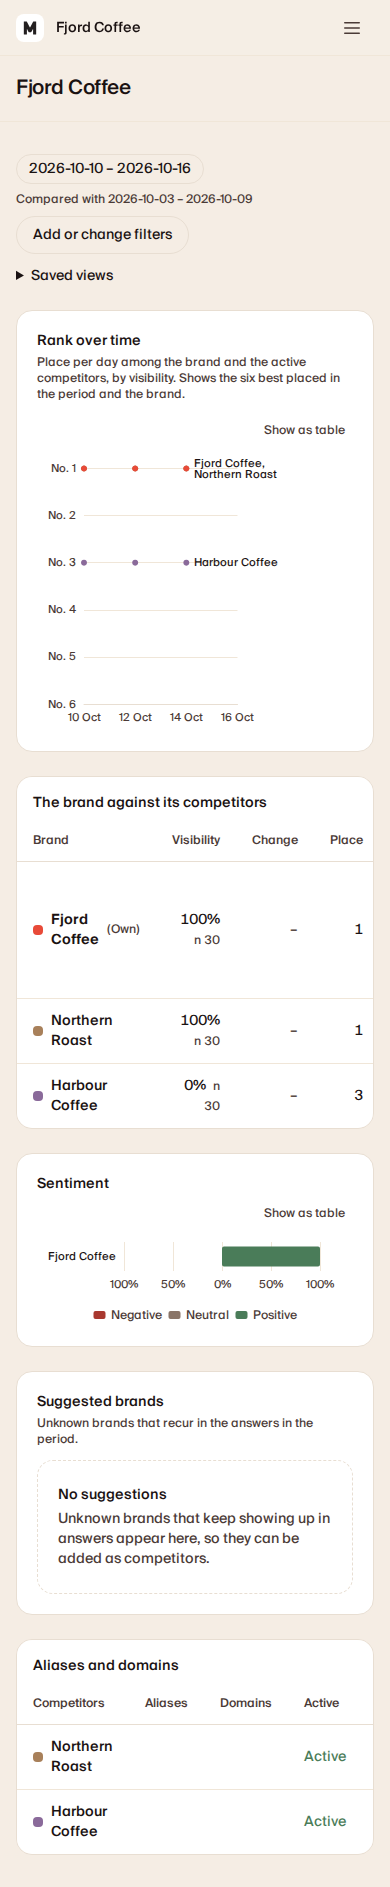 M Fjord Coffee
Fjord Coffee
2026-10-10 – 2026-10-16
Compared with 2026-10-03 – 2026-10-09
Add or change filters
Saved views
Rank over time
Place per day among the brand and the active
competitors, by visibility. Shows the six best placed in
the period and the brand.
Show as table
No. 1
Fjord Coffee,
Northern Roast
No. 2
No. 3
Harbour Coffee
No. 4
No. 5
No. 6
10 Oct 12 Oct 14 Oct 16 Oct
The brand against its competitors
Brand Visibility Change Place
Fjord
Coffee
(Own)
100%
n 30
–
1
Northern
Roast
100%
n 30
–
1
Harbour
Coffee
0% n
30
–
3
Sentiment
Show as table
Fjord Coffee
100% 50% 0% 50% 100%
Negative Neutral Positive
Suggested brands
Unknown brands that recur in the answers in the
period.
No suggestions
Unknown brands that keep showing up in
answers appear here, so they can be
added as competitors.
Aliases and domains
Competitors Aliases Domains Active
Northern
Roast
Active
Harbour
Coffee
Active